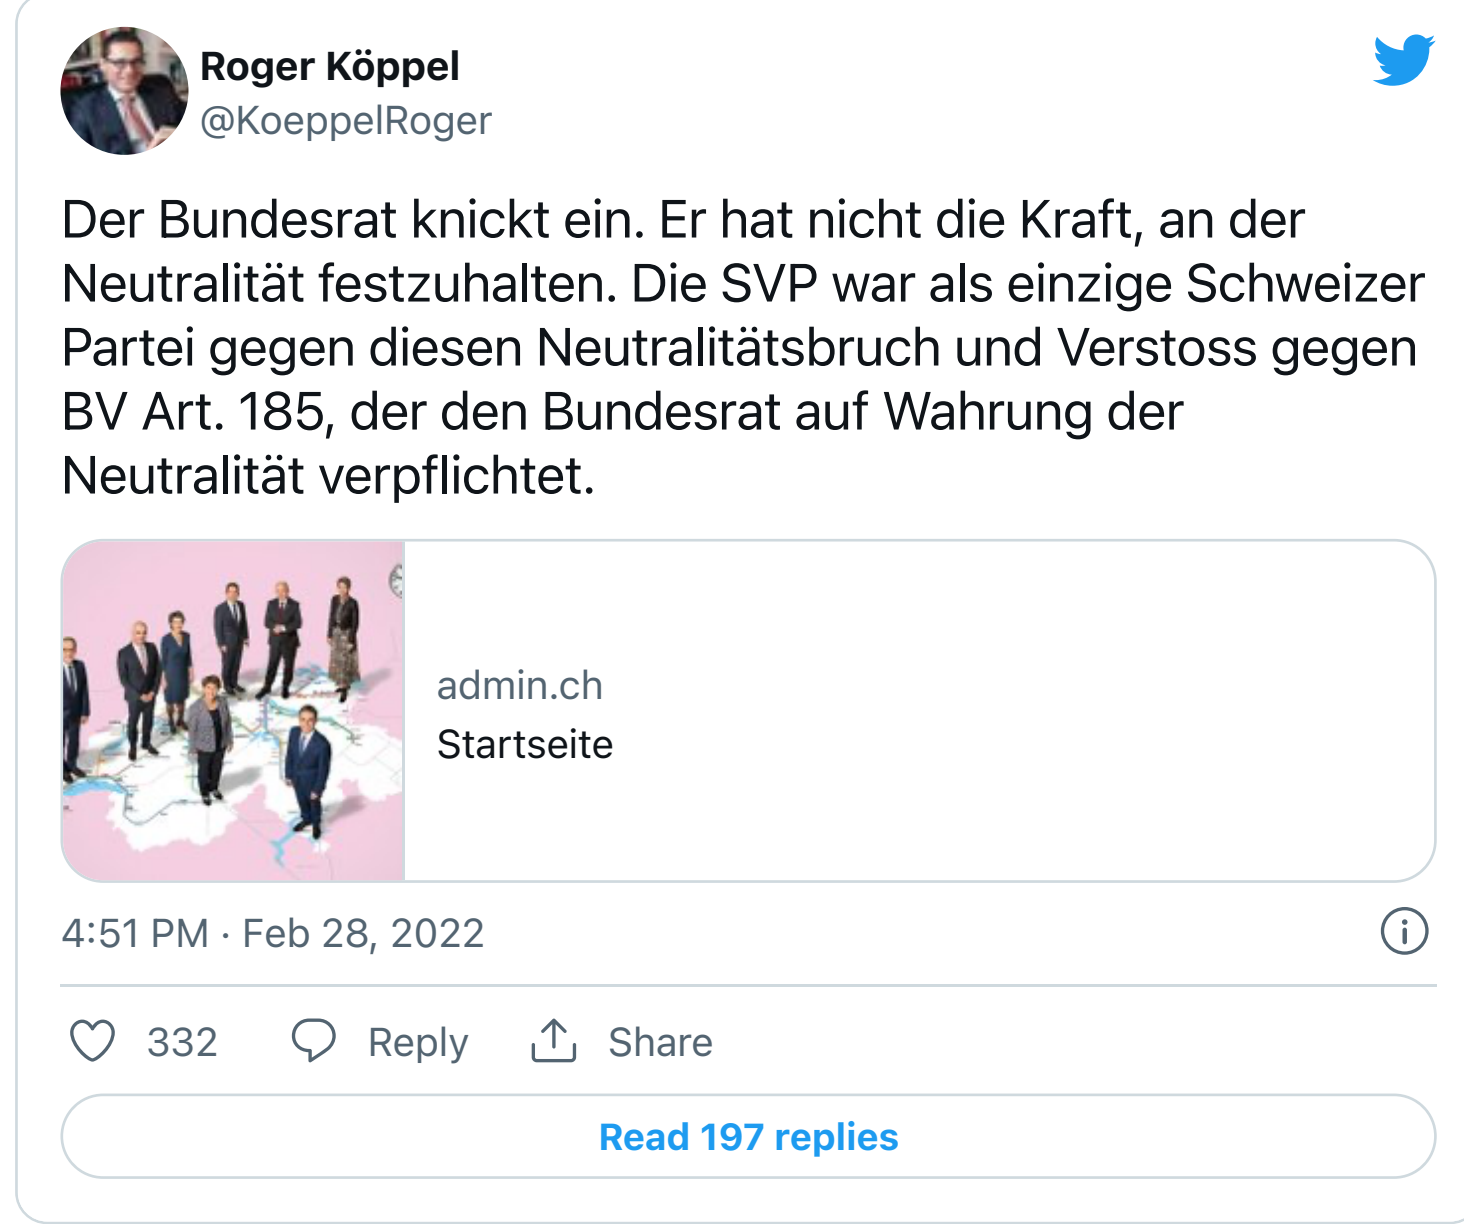 Roger Köppel
@KoeppelRoger
Der Bundesrat knickt ein. Er hat nicht die Kraft, an der
Neutralität festzuhalten. Die SVP war als einzige Schweizer
Partei gegen diesen Neutralitätsbruch und Verstoss gegen
BV Art. 185, der den Bundesrat auf Wahrung der
Neutralität verpflichtet.
admin.ch
Startseite
4:51 PM · Feb 28, 2022
332 Reply Share
Read 197 replies